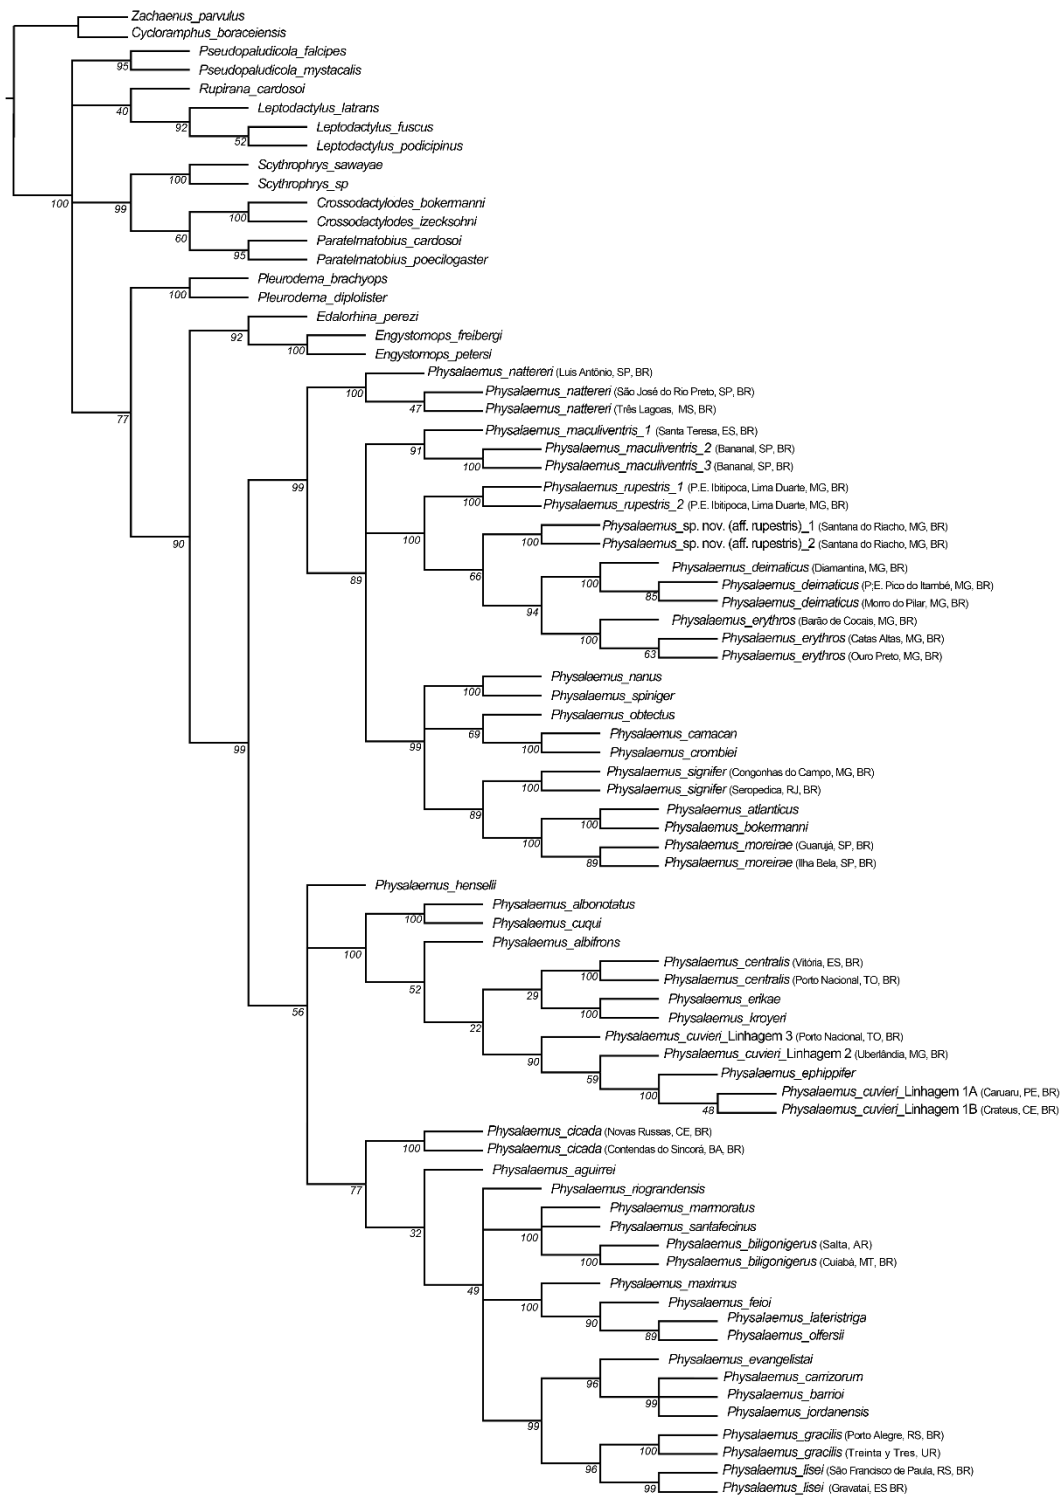 Zachaenus_parvulus
Cycloramphus_boraceiensis
Pseudopaludicola_falcipes
95
Pseudopaludicola_mystacalis
Rupirana_cardosoi
40
Leptodactylus_latrans
92
Leptodactylus_fuscus
52
Leptodactylus_podicipinus
Scythrophrys_sawayae
100
Scythrophrys_sp
100
99
Crossodactylodes_bokermanni
100
Crossodactylodes_izecksohni
60
Paratelmatobius_cardosoi
95
Paratelmatobius_poecilogaster
Pleurodema_brachyops
100
Pleurodema_diplolister
Edalorhina_perezi
92
Engystomops_freibergi
100
Engystomops_petersi
Physalaemus_nattereri (Luis Antônio, SP, BR)
100
Physalaemus_nattereri (São José do Rio Preto, SP, BR)
47
Physalaemus_nattereri (Três Lagoas, MS, BR)
77
Physalaemus_maculiventris_1 (Santa Teresa, ES, BR)
91
Physalaemus_maculiventris_2 (Bananal, SP, BR)
100
Physalaemus_maculiventris_3 (Bananal, SP, BR)
99
Physalaemus_rupestris_1 (P.E. Ibitipoca, Lima Duarte, MG, BR)
100
Physalaemus_rupestris_2 (P.E. Ibitipoca, Lima Duarte, MG, BR)
Physalaemus_sp. nov. (aff. rupestris)_1 (Santana do Riacho, MG, BR)
100
100
Physalaemus_sp. nov. (aff. rupestris)_2 (Santana do Riacho, MG, BR)
90
Physalaemus_deimaticus (Diamantina, MG, BR)
66
89
100
Physalaemus_deimaticus (P;E. Pico do Itambé, MG, BR)
85
Physalaemus_deimaticus (Morro do Pilar, MG, BR)
94
Physalaemus_erythros (Barão de Cocais, MG, BR)
100
Physalaemus_erythros (Catas Altas, MG, BR)
63
Physalaemus_erythros (Ouro Preto, MG, BR)
Physalaemus_nanus
100
Physalaemus_spiniger
Physalaemus_obtectus
69
Physalaemus_camacan
99
99
100
Physalaemus_crombiei
Physalaemus_signifer (Congonhas do Campo, MG, BR)
100
Physalaemus_signifer (Seropedica, RJ, BR)
89
Physalaemus_atlanticus
100
Physalaemus_bokermanni
100
Physalaemus_moreirae (Guarujá, SP, BR)
89
Physalaemus_moreirae (Ilha Bela, SP, BR)
Physalaemus_henselii
Physalaemus_albonotatus
100
Physalaemus_cuqui
Physalaemus_albifrons
100
Physalaemus_centralis (Vitória, ES, BR)
100
Physalaemus_centralis (Porto Nacional, TO, BR)
52
29
Physalaemus_erikae
100
Physalaemus_kroyeri
56
22
Physalaemus_cuvieri_Linhagem 3 (Porto Nacional, TO, BR)
90
Physalaemus_cuvieri_Linhagem 2 (Uberlândia, MG, BR)
59
Physalaemus_ephippifer
100
Physalaemus_cuvieri_Linhagem 1A (Caruaru, PE, BR)
48
Physalaemus_cuvieri_Linhagem 1B (Crateus, CE, BR)
Physalaemus_cicada (Novas Russas, CE, BR)
100
Physalaemus_cicada (Contendas do Sincorá, BA, BR)
Physalaemus_aguirrei
77
Physalaemus_riograndensis
Physalaemus_marmoratus
32
Physalaemus_santafecinus
100
Physalaemus_biligonigerus (Salta, AR)
100
Physalaemus_biligonigerus (Cuiabá, MT, BR)
Physalaemus_maximus
49
100
Physalaemus_feioi
90
Physalaemus_lateristriga
89
Physalaemus_olfersii
Physalaemus_evangelistai
96
Physalaemus_carrizorum
Physalaemus_barrioi
99
Physalaemus_jordanensis
99
Physalaemus_gracilis (Porto Alegre, RS, BR)
100
Physalaemus_gracilis (Treinta y Tres, UR)
96
Physalaemus_lisei (São Francisco de Paula, RS, BR)
99
Physalaemus_lisei (Gravataí, ES BR)